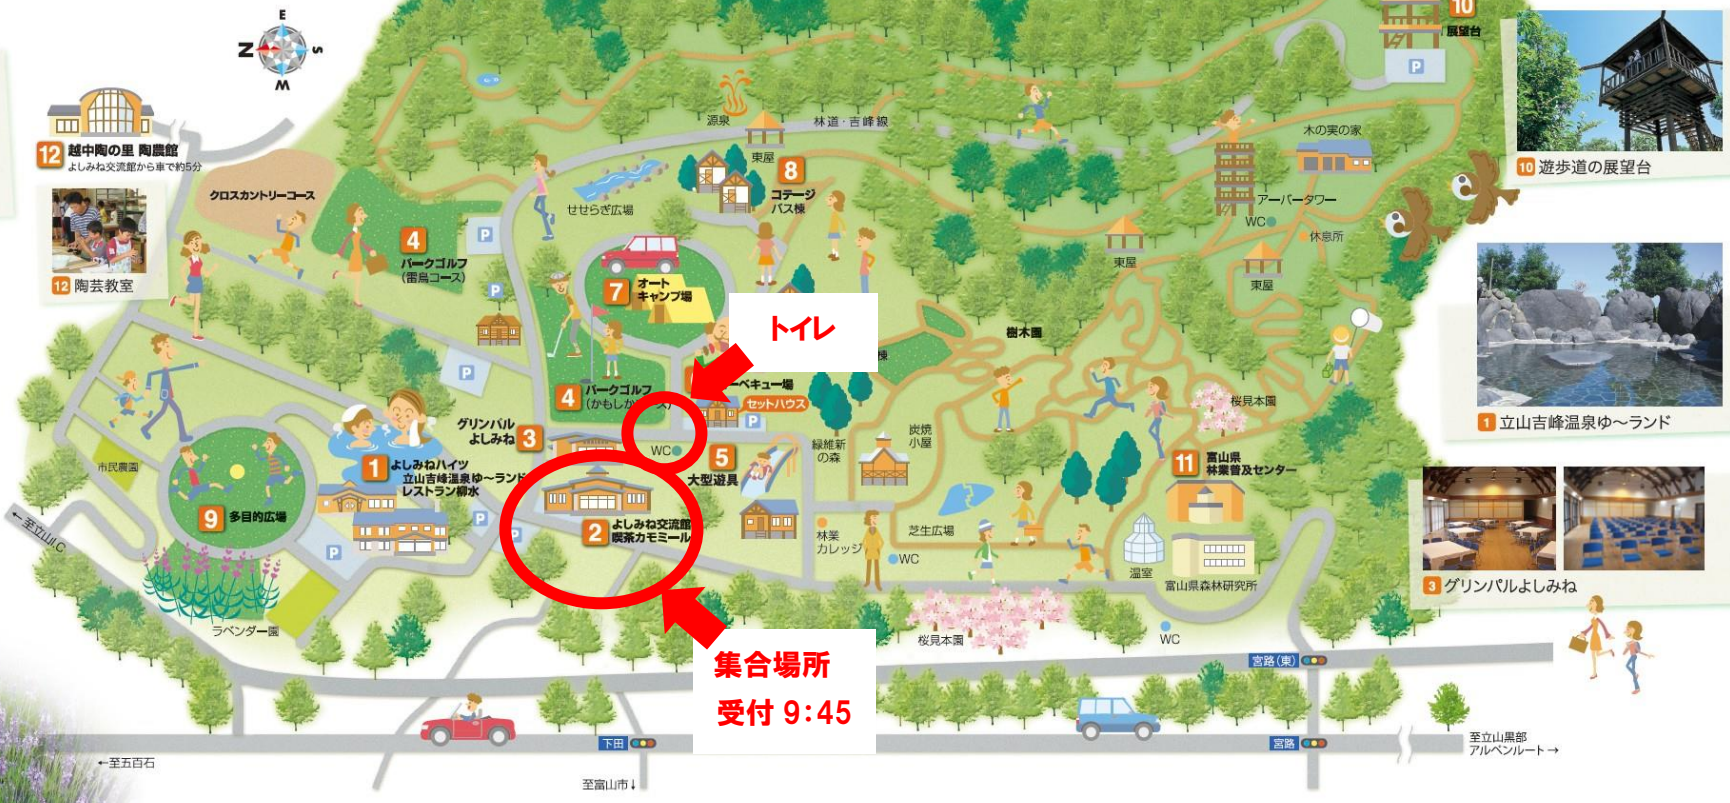 E
N
S
W
10
展望台
P
10 遊歩道の展望台
12 越中陶の里 陶農館
よしみね交流館から車で約5分
12 陶芸教室
クロスカントリーコース
4
パークゴルフ
(雷鳥コース)
P
P
P
源泉
林道・吉峰線
東屋
せせらぎ広場
8
コテージ
バス棟
木の実の家
アーバータワー
WC
休息所
東屋
東屋
7
オート
キャンプ場
トイレ
樹木園
棟
1 立山吉峰温泉ゆ~ランド
4
パークゴルフ
ーベキュー場
セットハウス
P
グリンパル
よしみね
3
WC
5
大型遊具
緑維新
の森
炭焼
小屋
桜見本園
11
富山県
林業普及センター
市民農園
1
よしみねハイツ
立山吉峰温泉ゆ~ランド
レストラン柳水
9 多目的広場
P
P
P
2
よしみね交流館
喫茶カモミール
林業
カレッジ
WC
芝生広場
温室
富山県森林研究所
3 グリンパルよしみね
←至立山I.C
ラベンダー園
桜見本園
WC
集合場所
受付 9:45
宮路(東)
下田
宮路
←至五百石
至富山市↓
至立山黒部
アルペンルート→